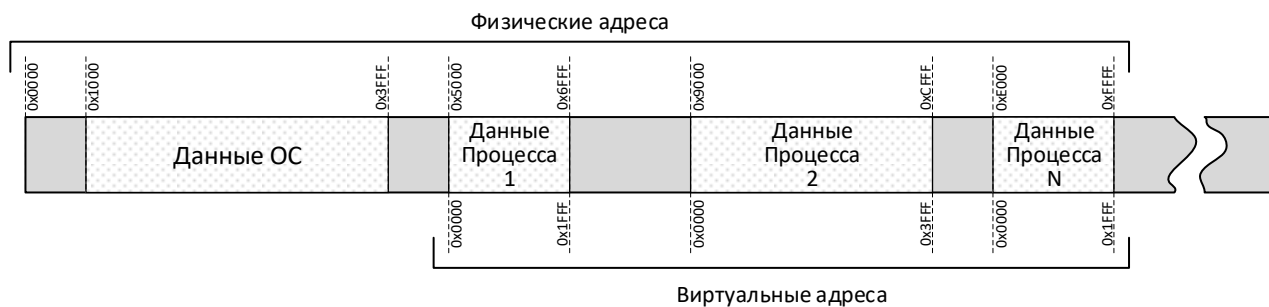 Физические адреса
0x0000
0x1000
0x3FFF
0x5000
0x6FFF
0x9000
0xCFFF
0xE000
0xFFFF
Данные ОС
Данные
Процесса
1
Данные
Процесса
2
Данные
Процесса
N
0x0000
0x1FFF
0x0000
0x3FFF
0x0000
0x1FFF
Виртуальные адреса